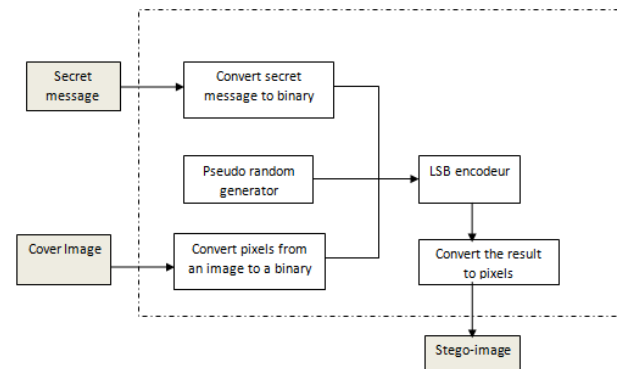 Secret
message
Convert secret
message to binary
Pseudo random
generator
LSB encodeur
Cover Image
Convert pixels from
an image to a binary
Convert the result
to pixels
Stego-image